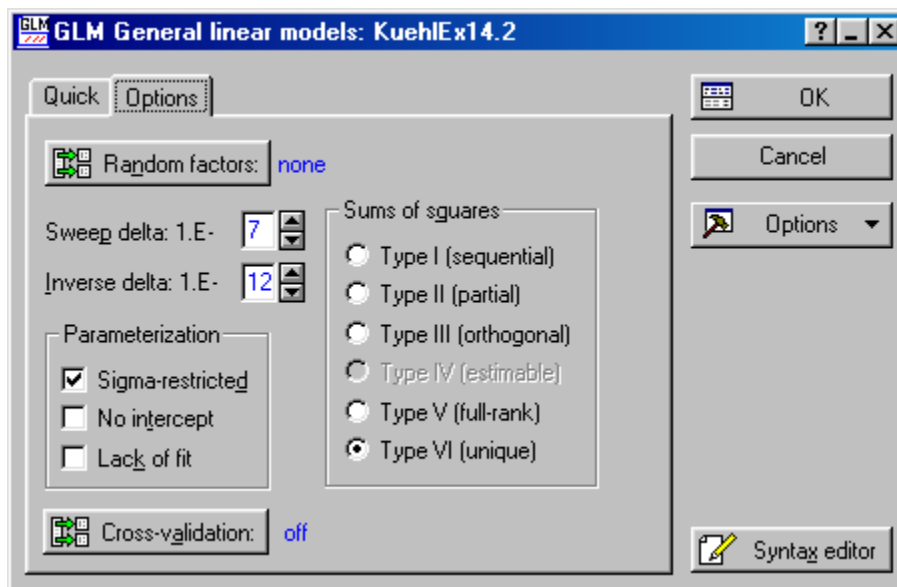 GLM GLM General linear models: KuehlEx14.2
Quick Options
Random factors: none
Sweep delta: 1.E- 7
Inverse delta: 1.E- 12
Parameterization
Sigma-restricted
No intercept
Lack of fit
Cross-validation: off
Sums of squares
Type I (sequential)
Type II (partial)
Type III (orthogonal)
Type IV (estimable)
Type V (full-rank)
Type VI (unique)
OK
Cancel
Options
Syntax editor